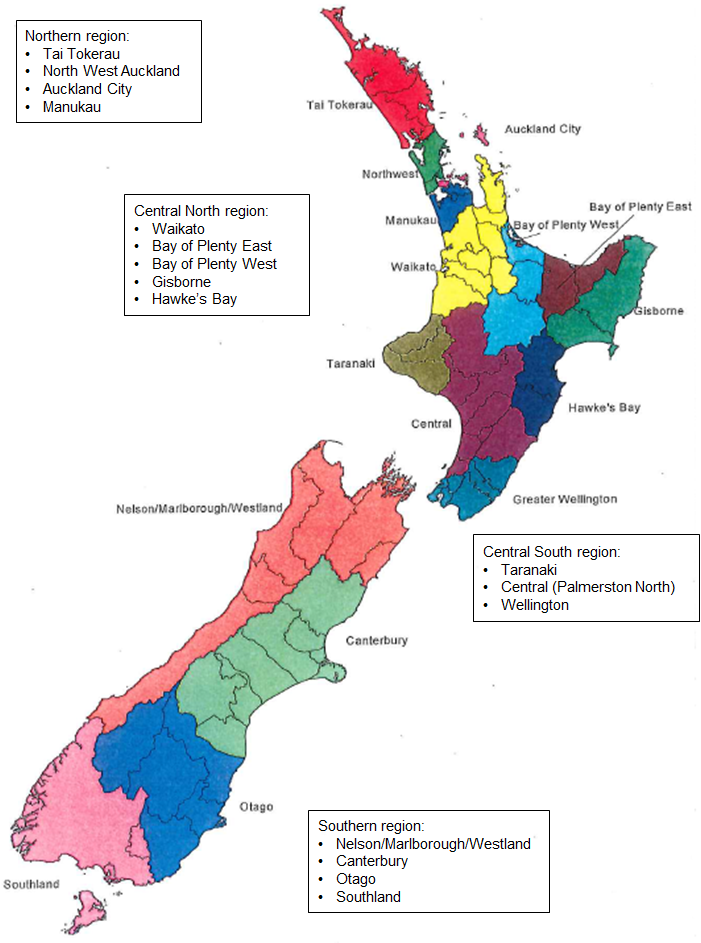 Northern region:
• Tai Tokerau
• North West Auckland
• Auckland City
• Manukau
Tai Tokerau
Auckland City
Northwest
Central North region:
• Waikato
• Bay of Plenty East
• Bay of Plenty West
• Gisborne
• Hawke's Bay
Manukau
Bay of Plenty East
Bay of Plenty West
Waikato
Gisborne
Taranaki
Hawke's Bay
Central
Greater Wellington
Nelson/Marlborough/Westland
Central South region:
• Taranaki
• Central (Palmerston North)
• Wellington
Canterbury
Otago
Southern region:
• Nelson/Marlborough/Westland
• Canterbury
• Otago
• Southland
Southland